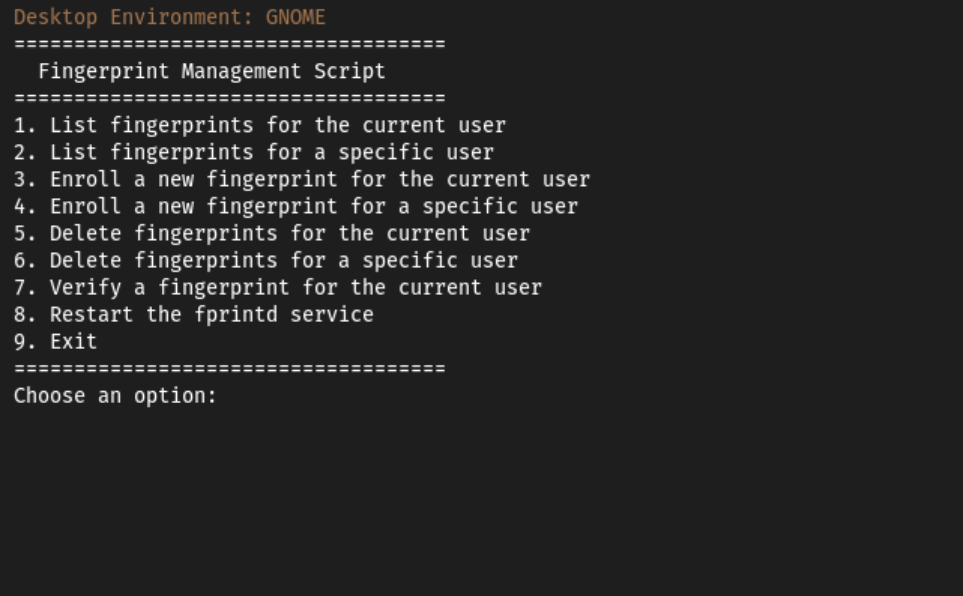 Desktop Environment: GNOME
====================================
  Fingerprint Management Script
====================================
1. List fingerprints for the current user
2. List fingerprints for a specific user
3. Enroll a new fingerprint for the current user
4. Enroll a new fingerprint for a specific user
5. Delete fingerprints for the current user
6. Delete fingerprints for a specific user
7. Verify a fingerprint for the current user
8. Restart the fprintd service
9. Exit
====================================
Choose an option: